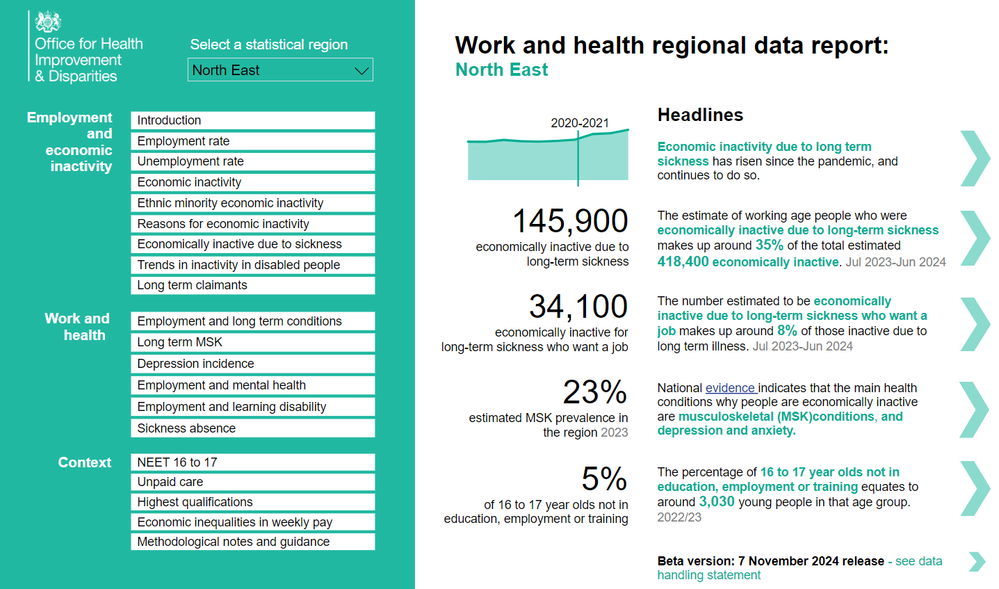 Office for Health
Improvement
& Disparities
Select a statistical region
North East
Employment
and
economic
inactivity
Introduction
Employment rate
Unemployment rate
Economic inactivity
Ethnic minority economic inactivity
Reasons for economic inactivity
Economically inactive due to sickness
Trends in inactivity in disabled people
Long term claimants
Work and
health
Employment and long term conditions
Long term MSK
Depression incidence
Employment and mental health
Employment and learning disability
Sickness absence
Context
NEET 16 to 17
Unpaid care
Highest qualifications
Economic inequalities in weekly pay
Methodological notes and guidance
Work and health regional data report:
North East
2020-2021
Headlines
Economic inactivity due to long term
sickness has risen since the pandemic, and
continues to do so.
145,900
economically inactive due to
long-term sickness
The estimate of working age people who were
economically inactive due to long-term sickness
makes up around 35% of the total estimated
418,400 economically inactive. Jul 2023-Jun 2024
34,100
economically inactive for
long-term sickness who want a job
The number estimated to be economically
inactive due to long-term sickness who want a
job makes up around 8% of those inactive due to
long term illness. Jul 2023-Jun 2024
23%
estimated MSK prevalence in
the region 2023
National evidence indicates that the main health
conditions why people are economically inactive
are musculoskeletal (MSK)conditions, and
depression and anxiety.
5%
of 16 to 17 year olds not in
education, employment or training
The percentage of 16 to 17 year olds not in
education, employment or training equates to
around 3,030 young people in that age group.
2022/23
Beta version: 7 November 2024 release - see data
handling statement